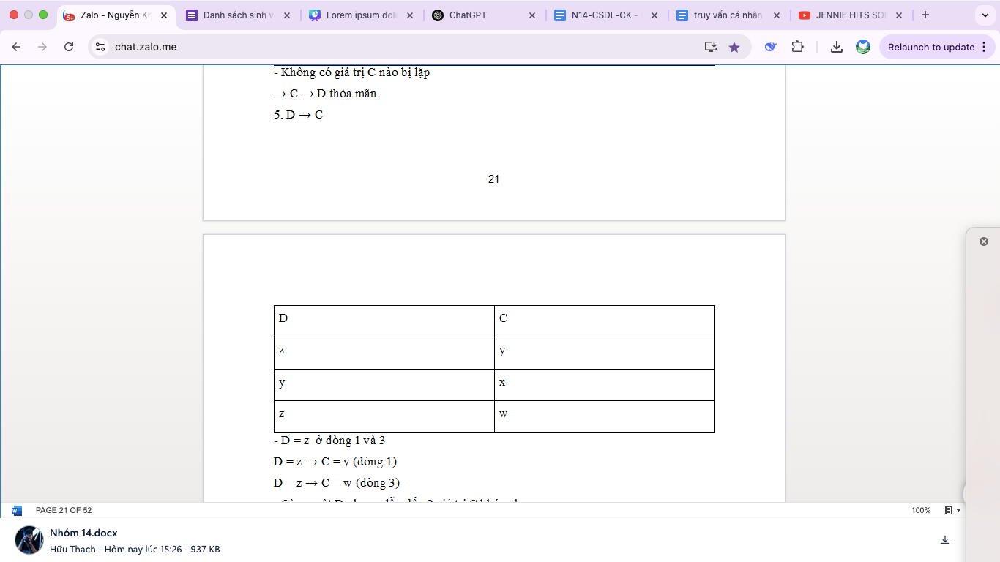 Zalo - Nguyễn Kh
Danh sách sinh v
Lorem ipsum dol
ChatGPT
N14-CSDL-CK -
truy vấn cá nhân
JENNIE HITS SO
chat.zalo.me
Relaunch to update
- Không có giá trị C nào bị lặp
→ C → D thỏa mãn
5. D → C
21
D C
z y
y x
z w
- D = z ở dòng 1 và 3
D = z → C = y (dòng 1)
D = z → C = w (dòng 3)
PAGE 21 OF 52
100%
Nhóm 14.docx
Hữu Thạch - Hôm nay lúc 15:26 - 937 KB